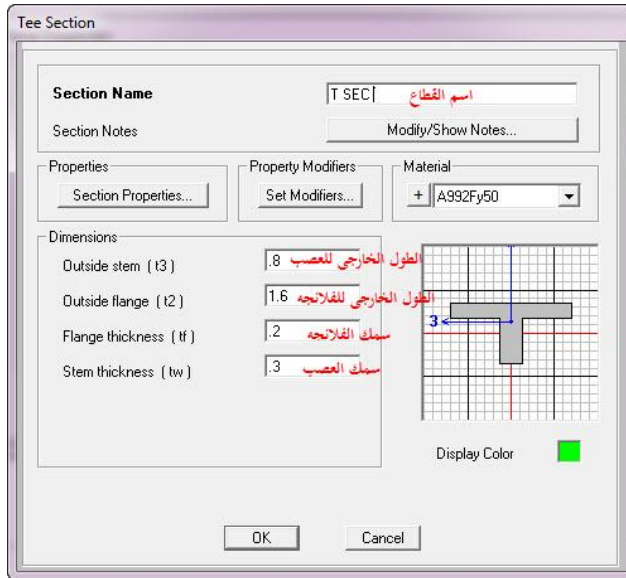 Tee Section
Section Name
T SEC اسم القطاع
Section Notes
Modify/Show Notes...
Properties
Section Properties...
Property Modifiers
Set Modifiers...
Material
+ A992Fy50
Dimensions
Outside stem ( t3 ) .8 الطول الخارجى للعصب
Outside flange ( t2 ) 1.6 الطول الخارجى للفلانجه
Flange thickness ( tf ) .2 سمك الفلانجه
Stem thickness ( tw ) .3 سمك العصب
3
Display Color
OK
Cancel